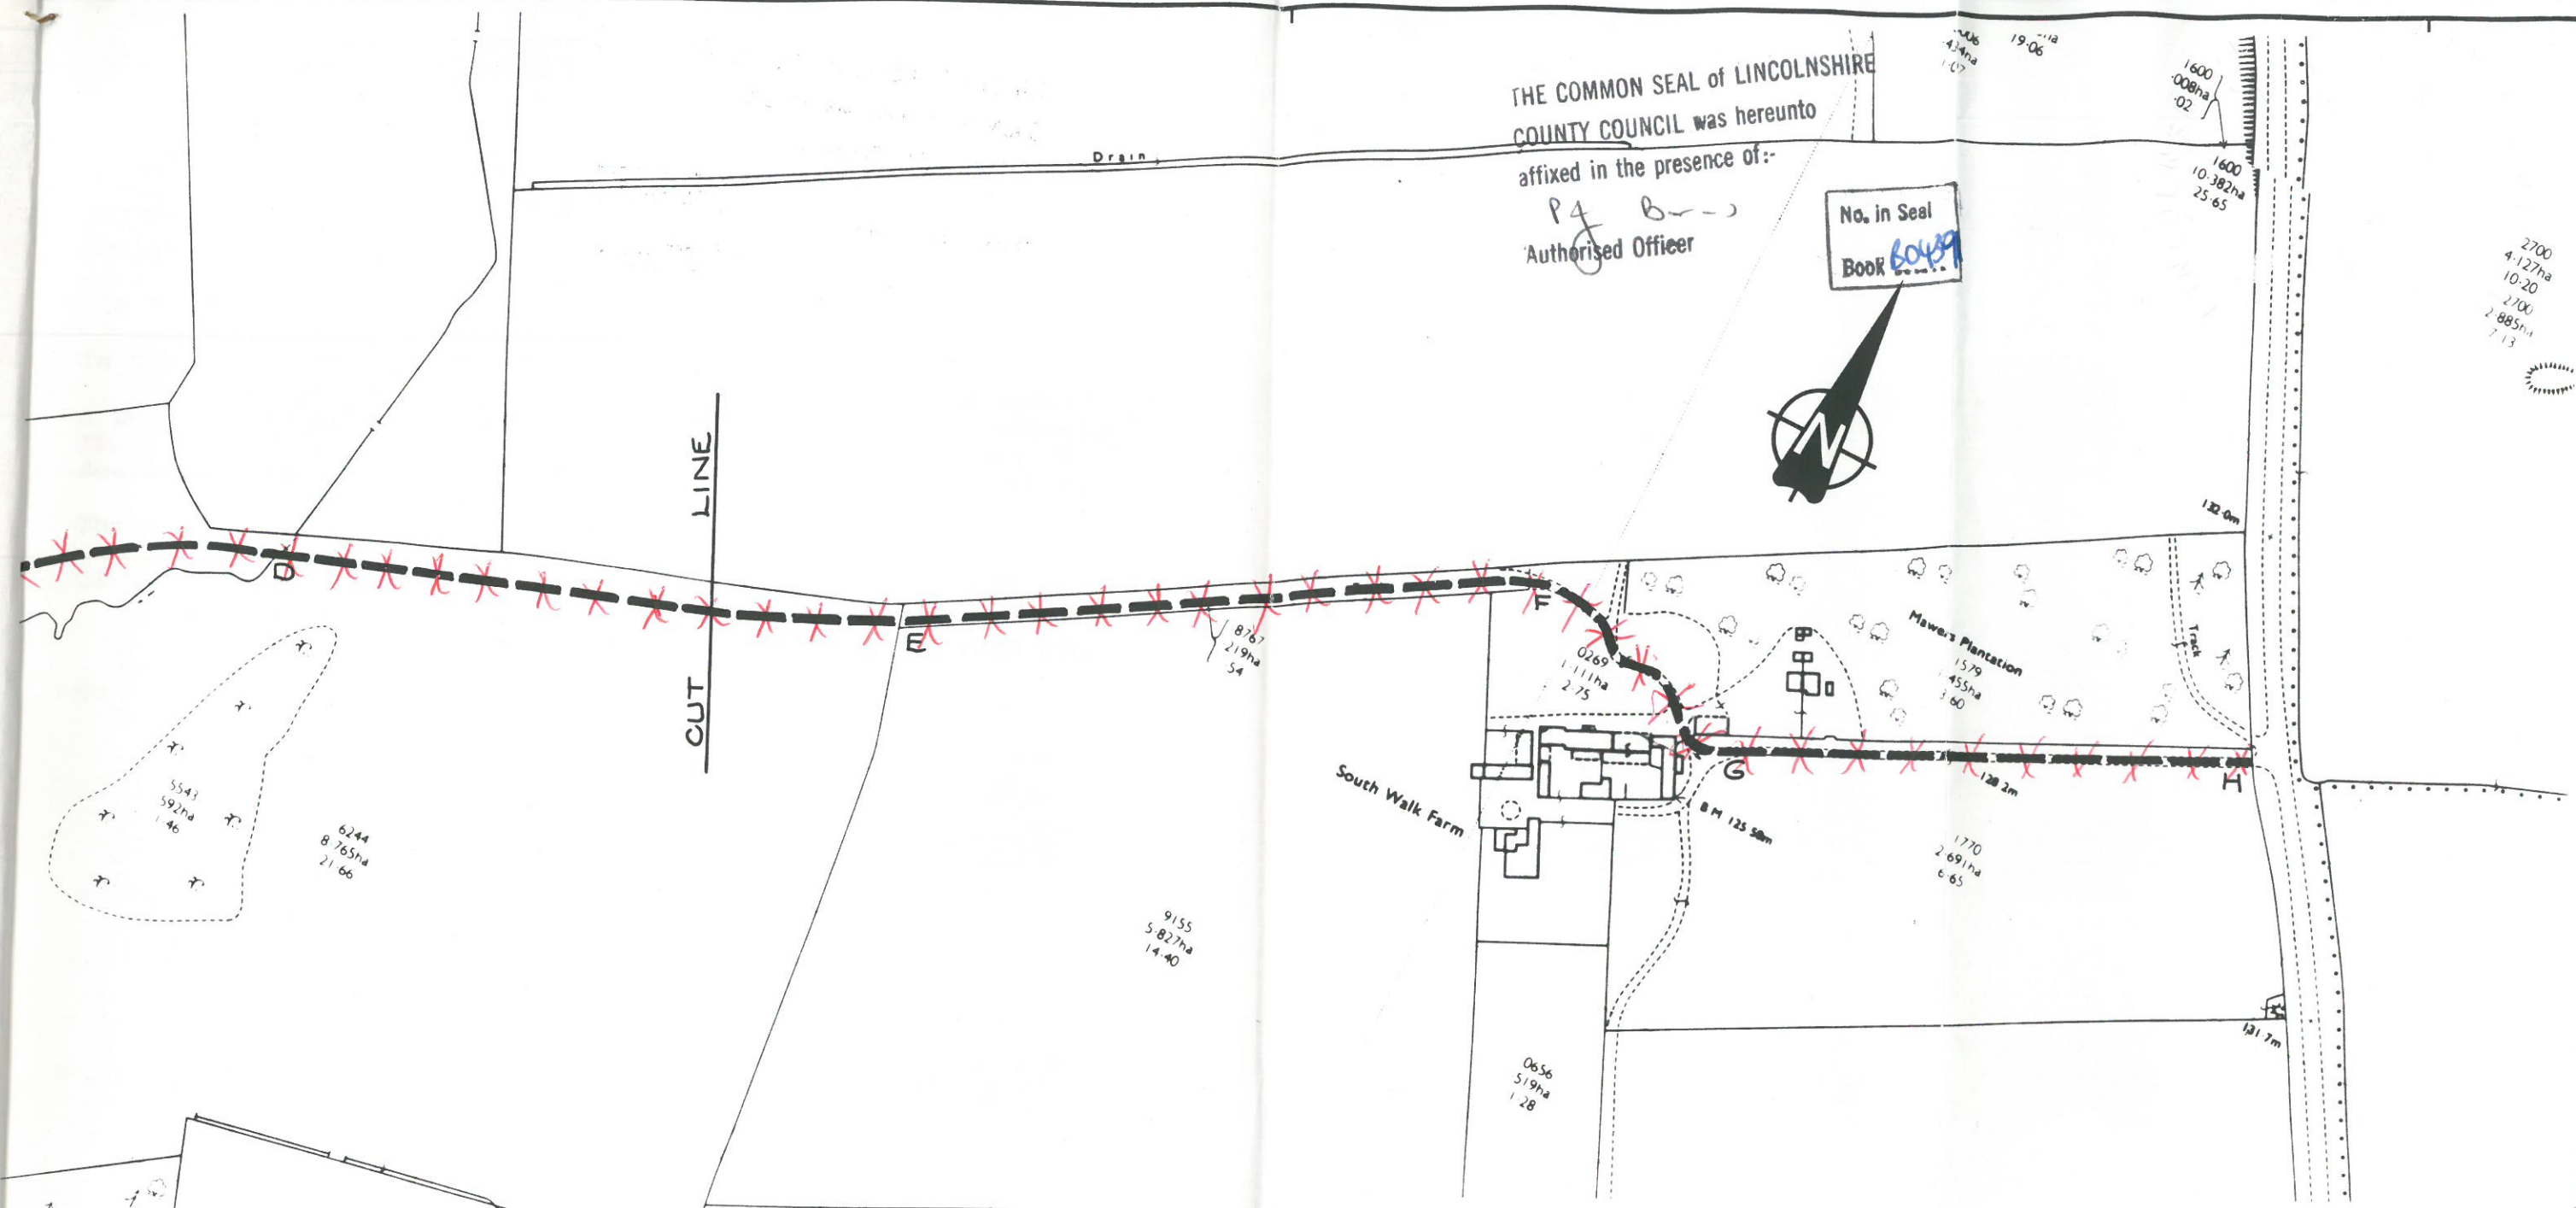 19·06
1600
·008ha
·02
THE COMMON SEAL of LINCOLNSHIRE
COUNTY COUNCIL was hereunto
affixed in the presence of:-
Authorised Officer
No. in Seal
Book B0439
Drain
1600
10·382ha
25·65
2700
4·127ha
10·20
2700
2·885ha
7·13
N
CUT LINE
132·0m
D
E
F
G
H
8767
·219ha
·54
0269
1·111ha
2·75
Mawers Plantation
1579
1·455ha
3·60
Track
South Walk Farm
B M 125·58m
128·2m
5543
·592ha
1·46
6244
8·765ha
21·66
9155
5·827ha
14·40
1770
2·691ha
6·65
0656
·519ha
1·28
131·7m